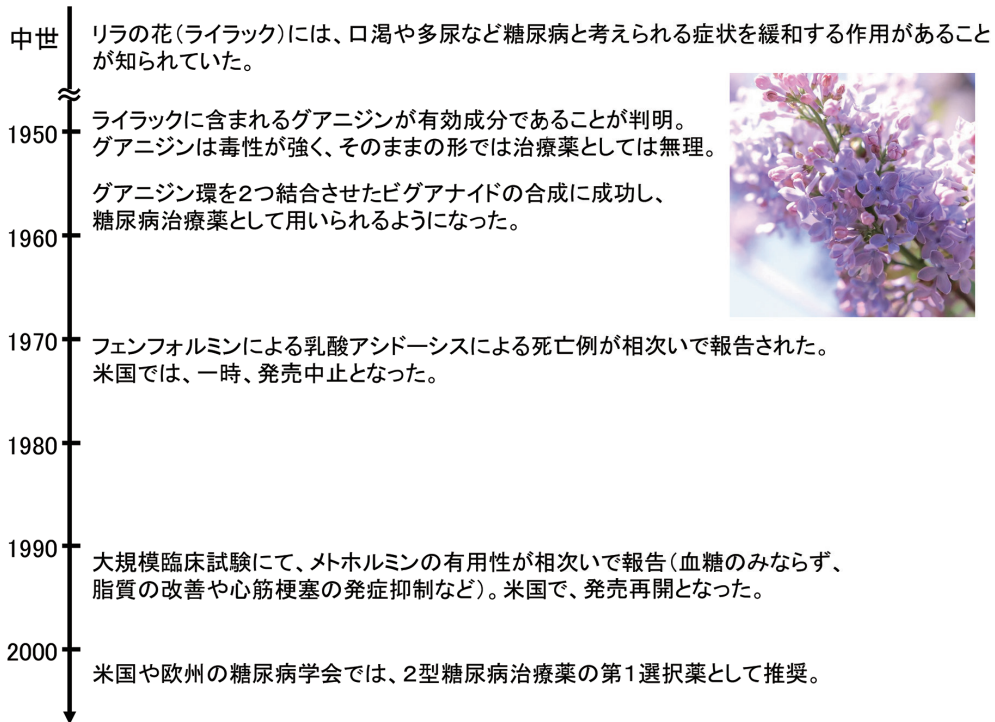 中世
リラの花(ライラック)には、口渇や多尿など糖尿病と考えられる症状を緩和する作用があること
が知られていた。
1950
ライラックに含まれるグアニジンが有効成分であることが判明。
グアニジンは毒性が強く、そのままの形では治療薬としては無理。
グアニジン環を2つ結合させたビグアナイドの合成に成功し、
糖尿病治療薬として用いられるようになった。
1960
1970
フェンフォルミンによる乳酸アシドーシスによる死亡例が相次いで報告された。
米国では、一時、発売中止となった。
1980
1990
大規模臨床試験にて、メトホルミンの有用性が相次いで報告(血糖のみならず、
脂質の改善や心筋梗塞の発症抑制など)。米国で、発売再開となった。
2000
米国や欧州の糖尿病学会では、2型糖尿病治療薬の第1選択薬として推奨。